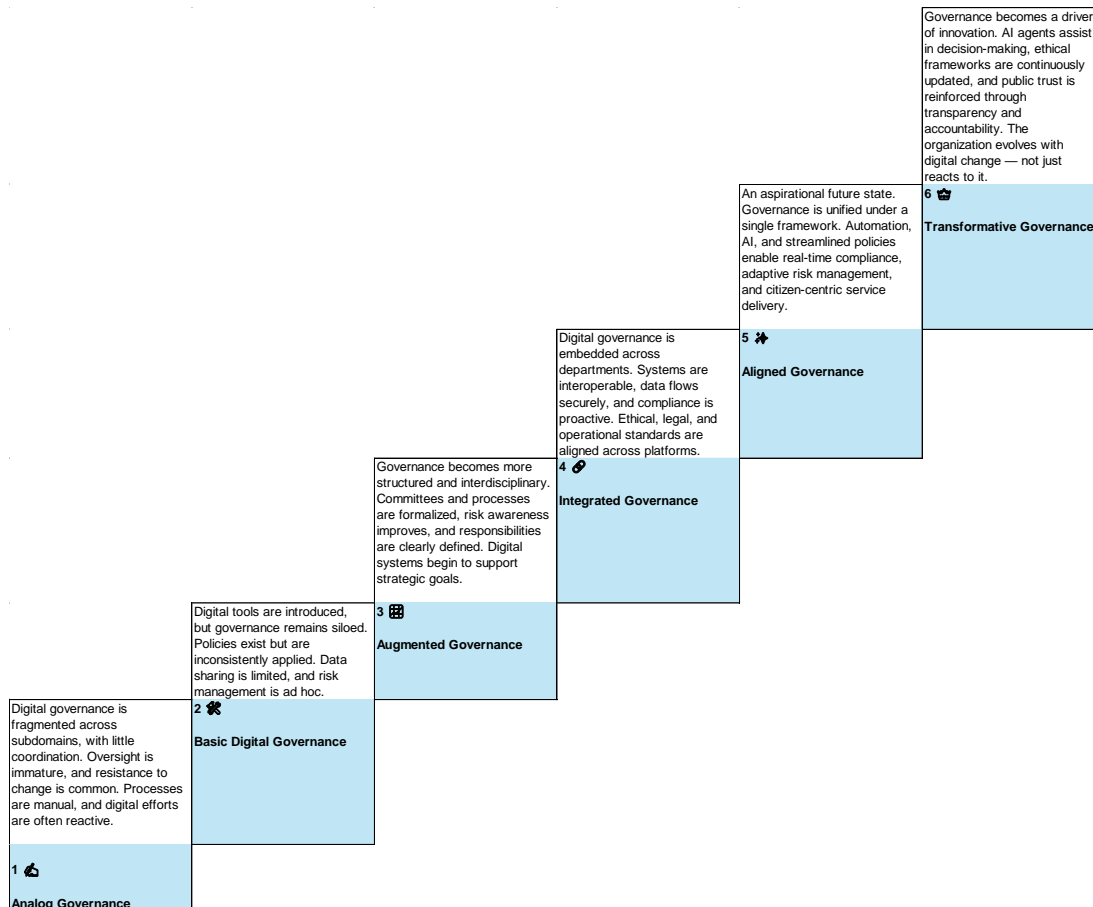 Governance becomes a driver
of innovation. AI agents assist
in decision-making, ethical
frameworks are continuously
updated, and public trust is
reinforced through
transparency and
accountability. The
organization evolves with
digital change — not just
reacts to it.
6
Transformative Governance
An aspirational future state.
Governance is unified under a
single framework. Automation,
AI, and streamlined policies
enable real-time compliance,
adaptive risk management,
and citizen-centric service
delivery.
5
Aligned Governance
Digital governance is
embedded across
departments. Systems are
interoperable, data flows
securely, and compliance is
proactive. Ethical, legal, and
operational standards are
aligned across platforms.
4
Integrated Governance
Governance becomes more
structured and interdisciplinary.
Committees and processes
are formalized, risk awareness
improves, and responsibilities
are clearly defined. Digital
systems begin to support
strategic goals.
3
Augmented Governance
Digital tools are introduced,
but governance remains siloed.
Policies exist but are
inconsistently applied. Data
sharing is limited, and risk
management is ad hoc.
2
Basic Digital Governance
Digital governance is
fragmented across
subdomains, with little
coordination. Oversight is
immature, and resistance to
change is common. Processes
are manual, and digital efforts
are often reactive.
1
Analog Governance